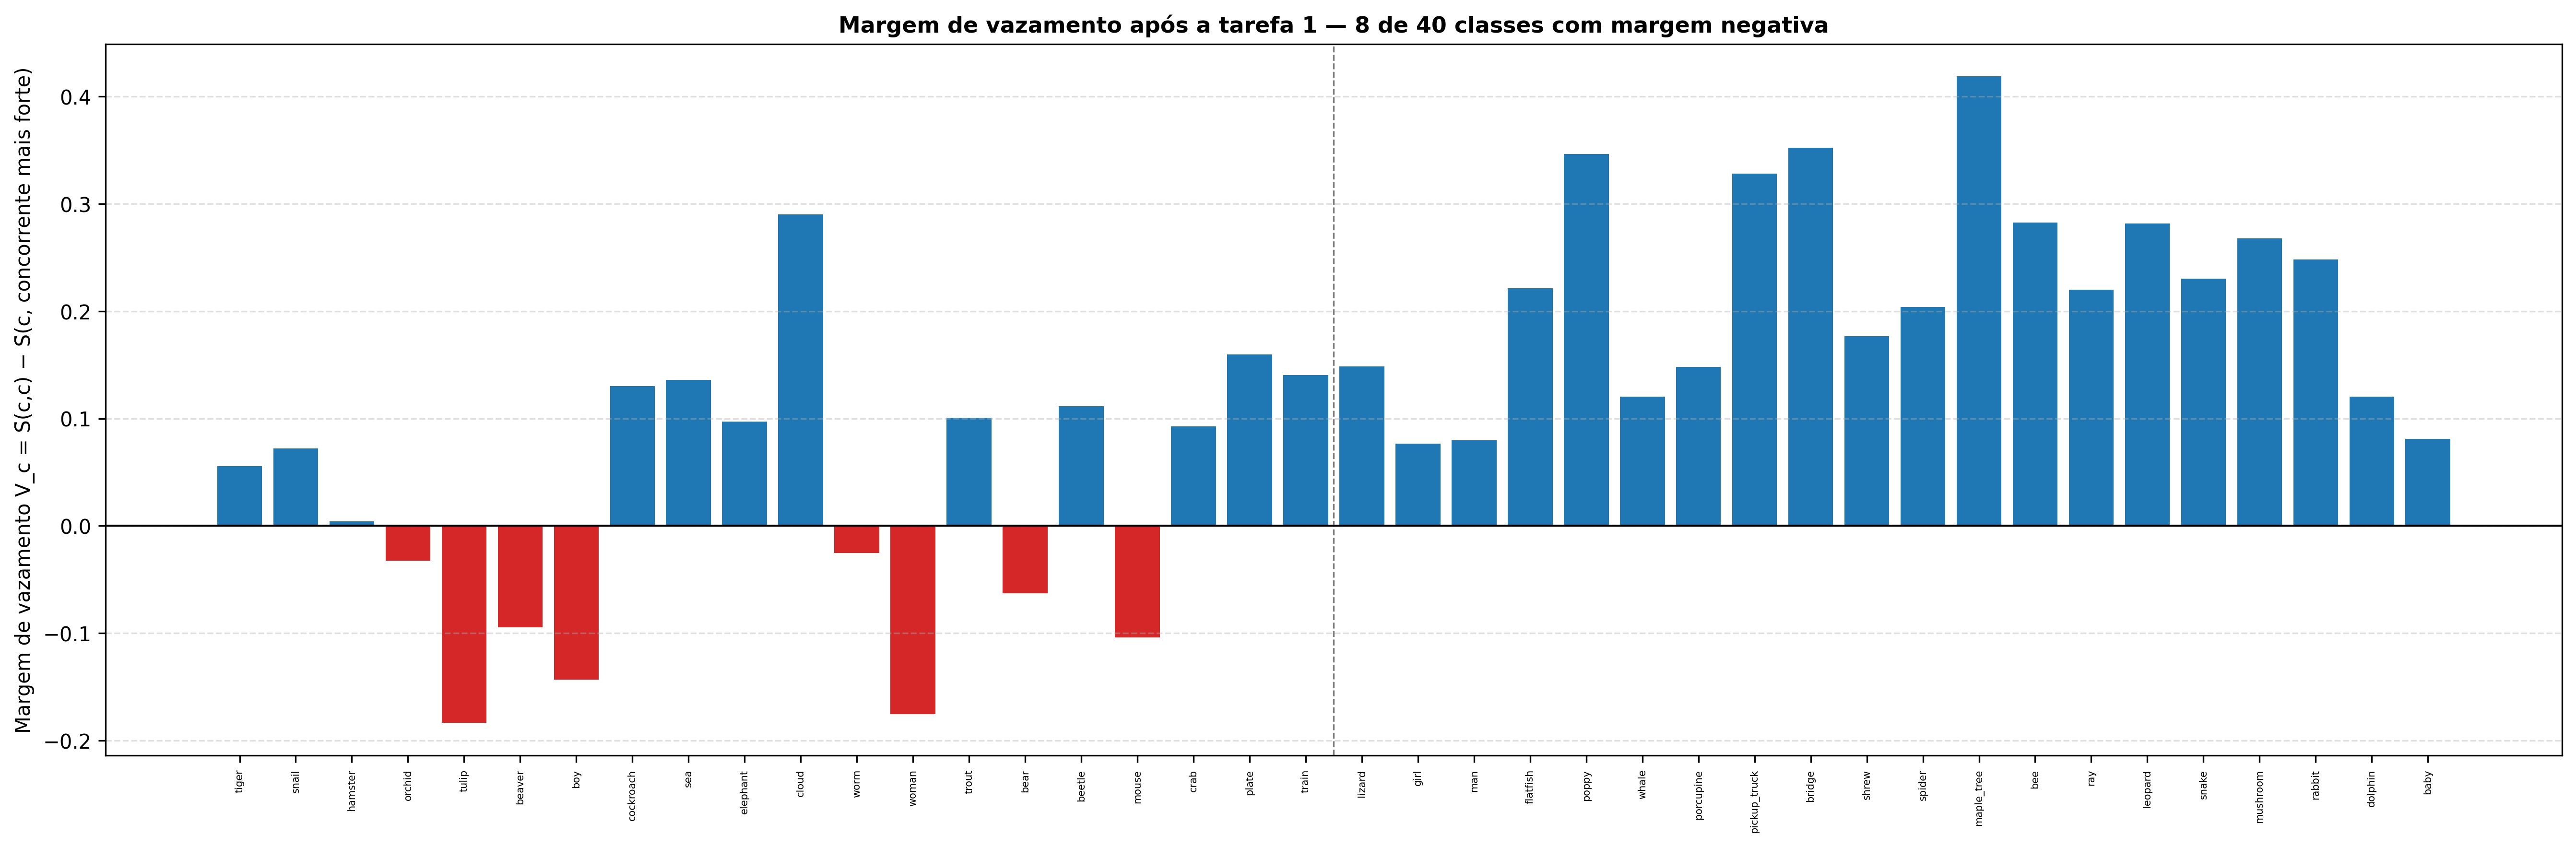 Margem de vazamento após a tarefa 1 — 8 de 40 classes com margem negativa
Margem de vazamento V_c = S(c,c) − S(c, concorrente mais forte)
0.4
0.3
0.2
0.1
0.0
−0.1
−0.2
tiger
snail
hamster
orchid
tulip
beaver
boy
cockroach
sea
elephant
cloud
worm
woman
trout
bear
beetle
mouse
crab
plate
train
lizard
girl
man
flatfish
poppy
whale
porcupine
pickup_truck
bridge
shrew
spider
maple_tree
bee
ray
leopard
snake
mushroom
rabbit
dolphin
baby